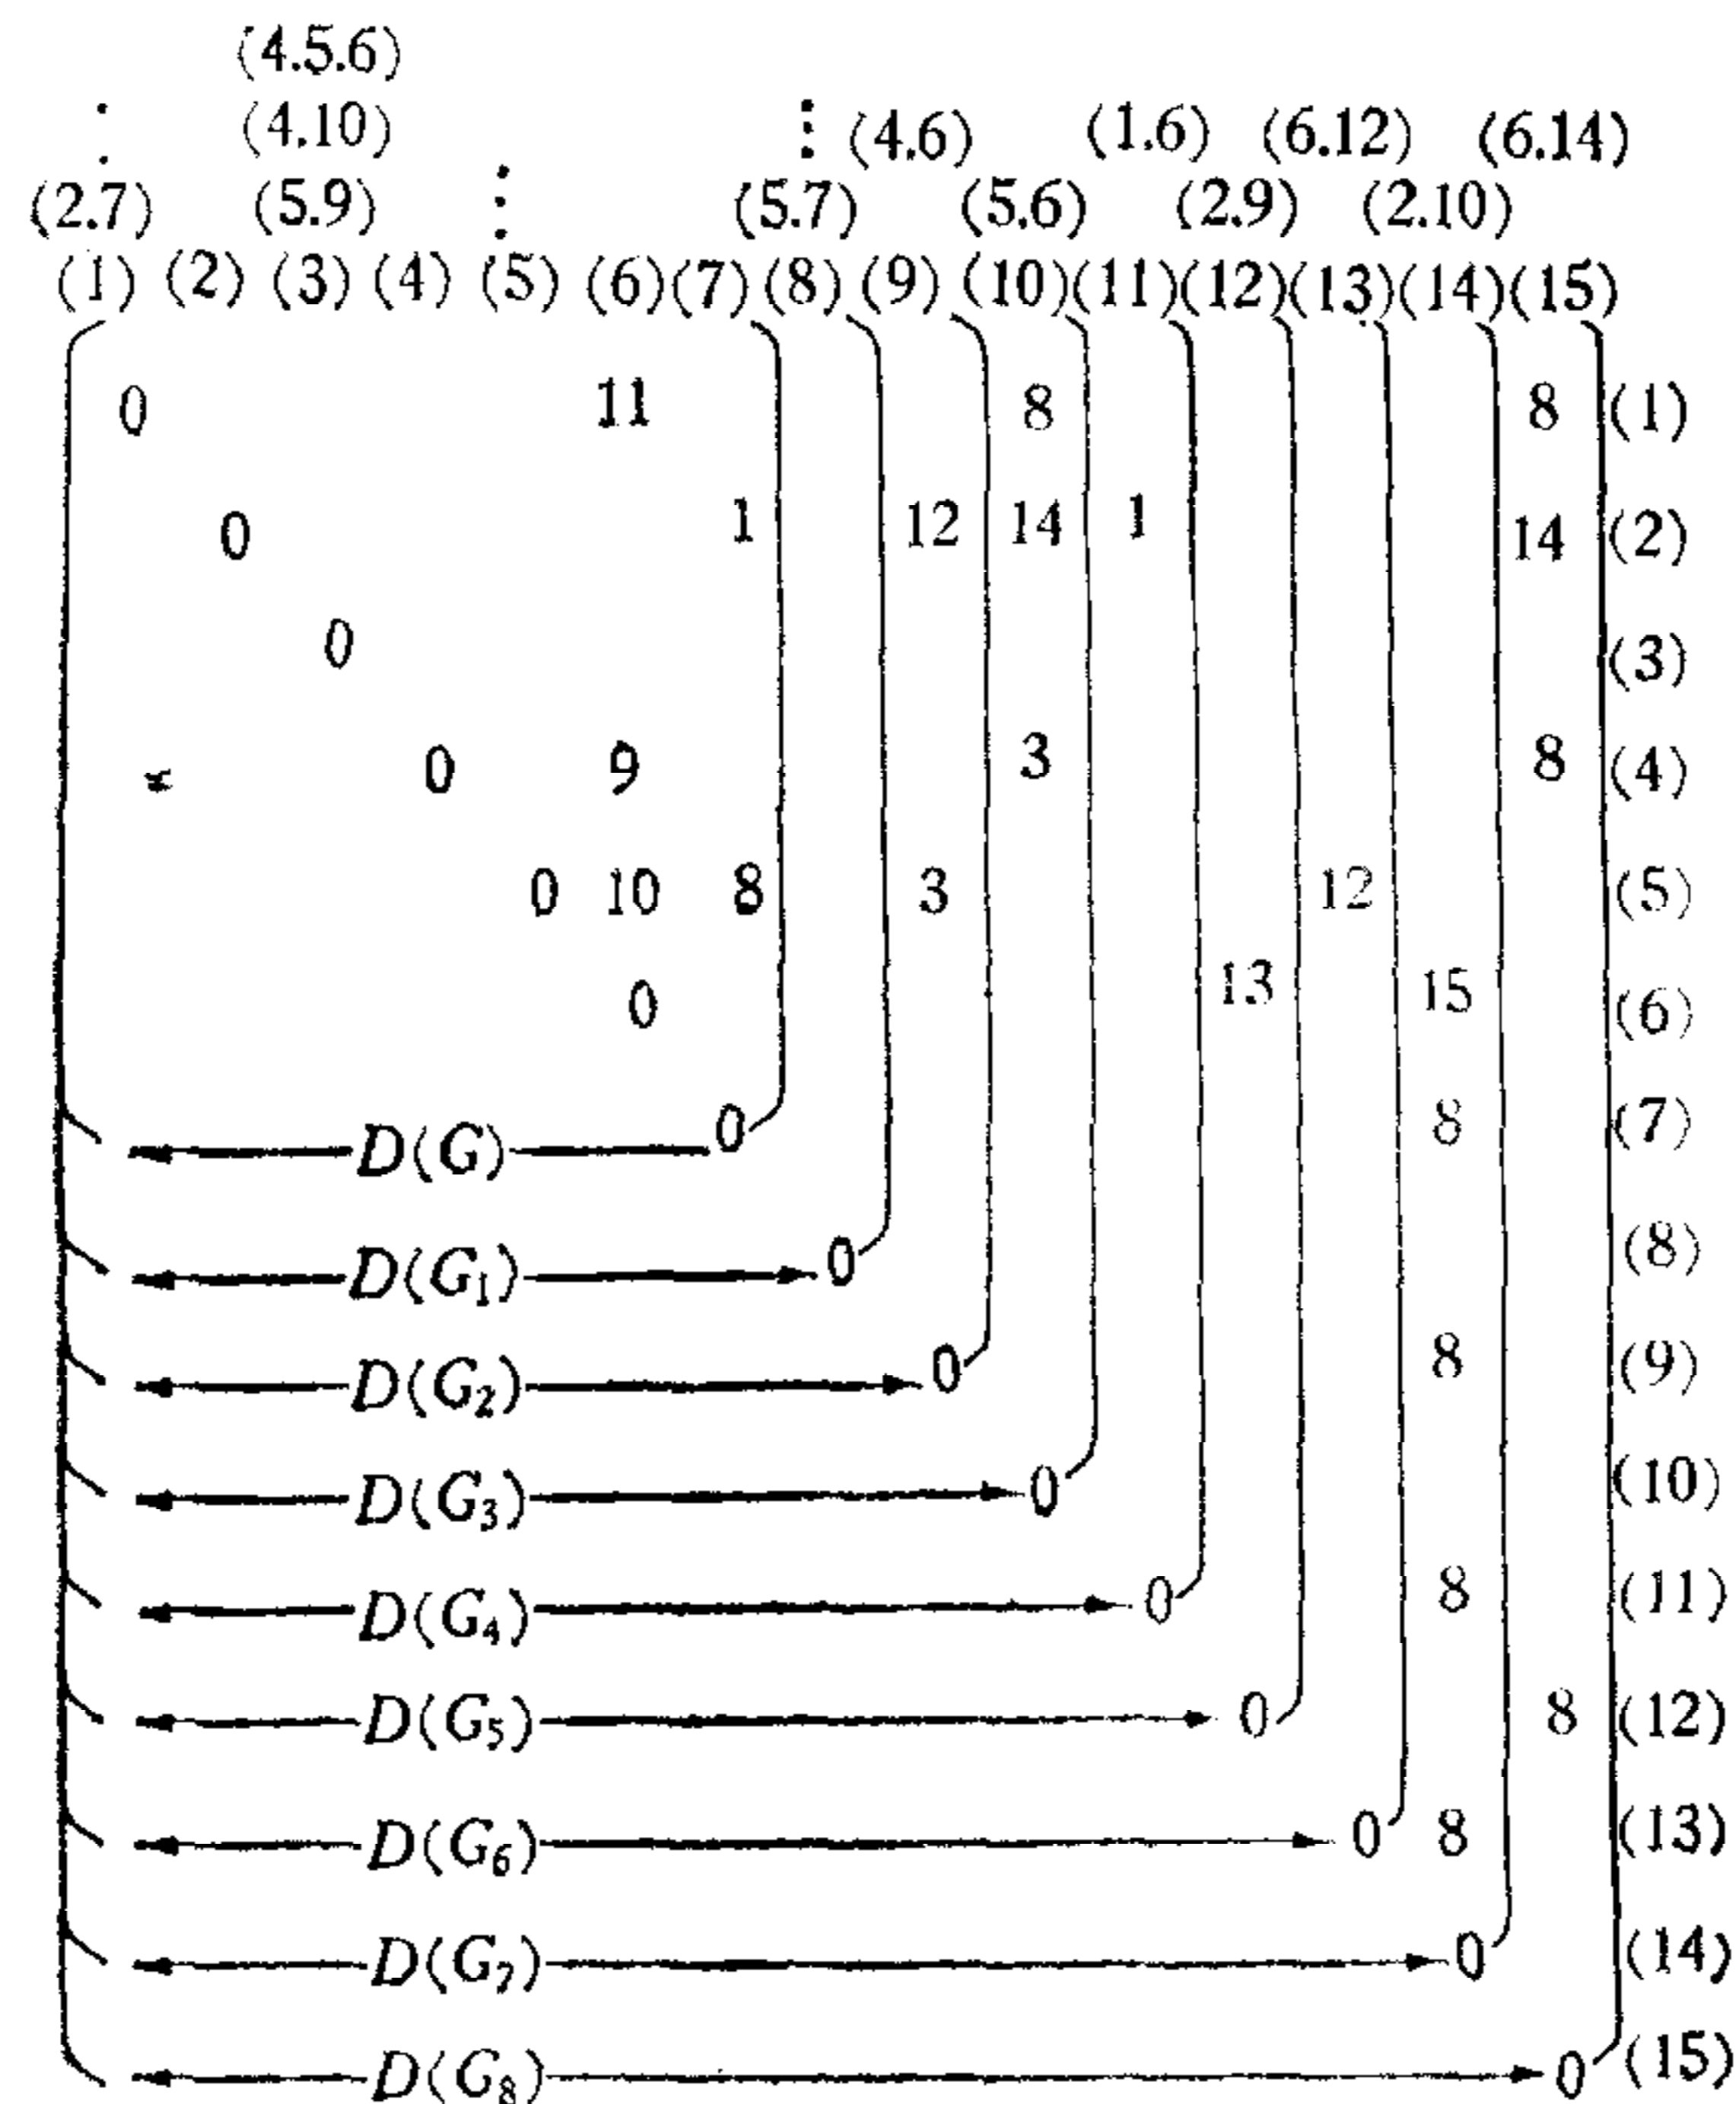 (4.5.6)
(4.10) (4.6) (1.6) (6.12) (6.14)
(2.7) (5.9) (5.7) (5.6) (2.9) (2.10)
(1) (2) (3) (4) (5) (6) (7) (8) (9) (10) (11) (12) (13) (14) (15)
0 11 8 8 (1)
0 1 12 14 1 14 (2)
0 (3)
0 9 3 8 (4)
0 10 8 3 12 (5)
0 13 15 (6)
D(G) 0 8 (7)
D(G₁) 0 (8)
D(G₂) 0 8 (9)
D(G₃) 0 (10)
D(G₄) 0 8 (11)
D(G₅) 0 8 (12)
D(G₆) 0 8 (13)
D(G₇) 0 (14)
D(G₈) 0 (15)